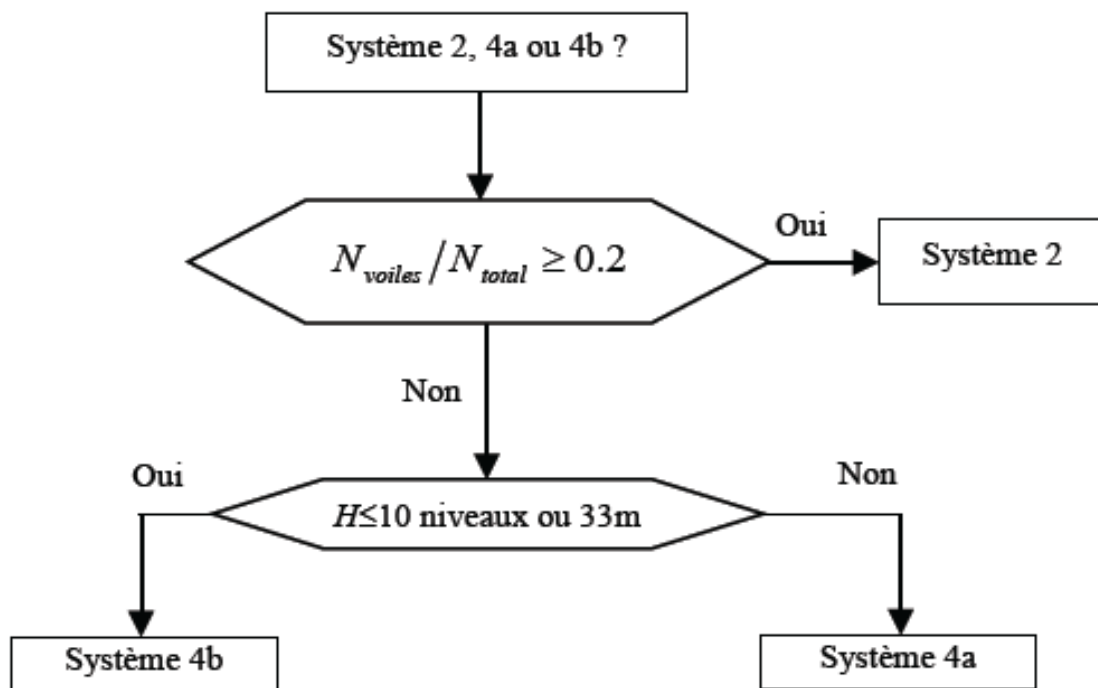 Système 2, 4a ou 4b ?
N_voiles/N_total ≥ 0.2
Oui
Système 2
Non
Oui
Non
H≤10 niveaux ou 33m
Système 4b
Système 4a